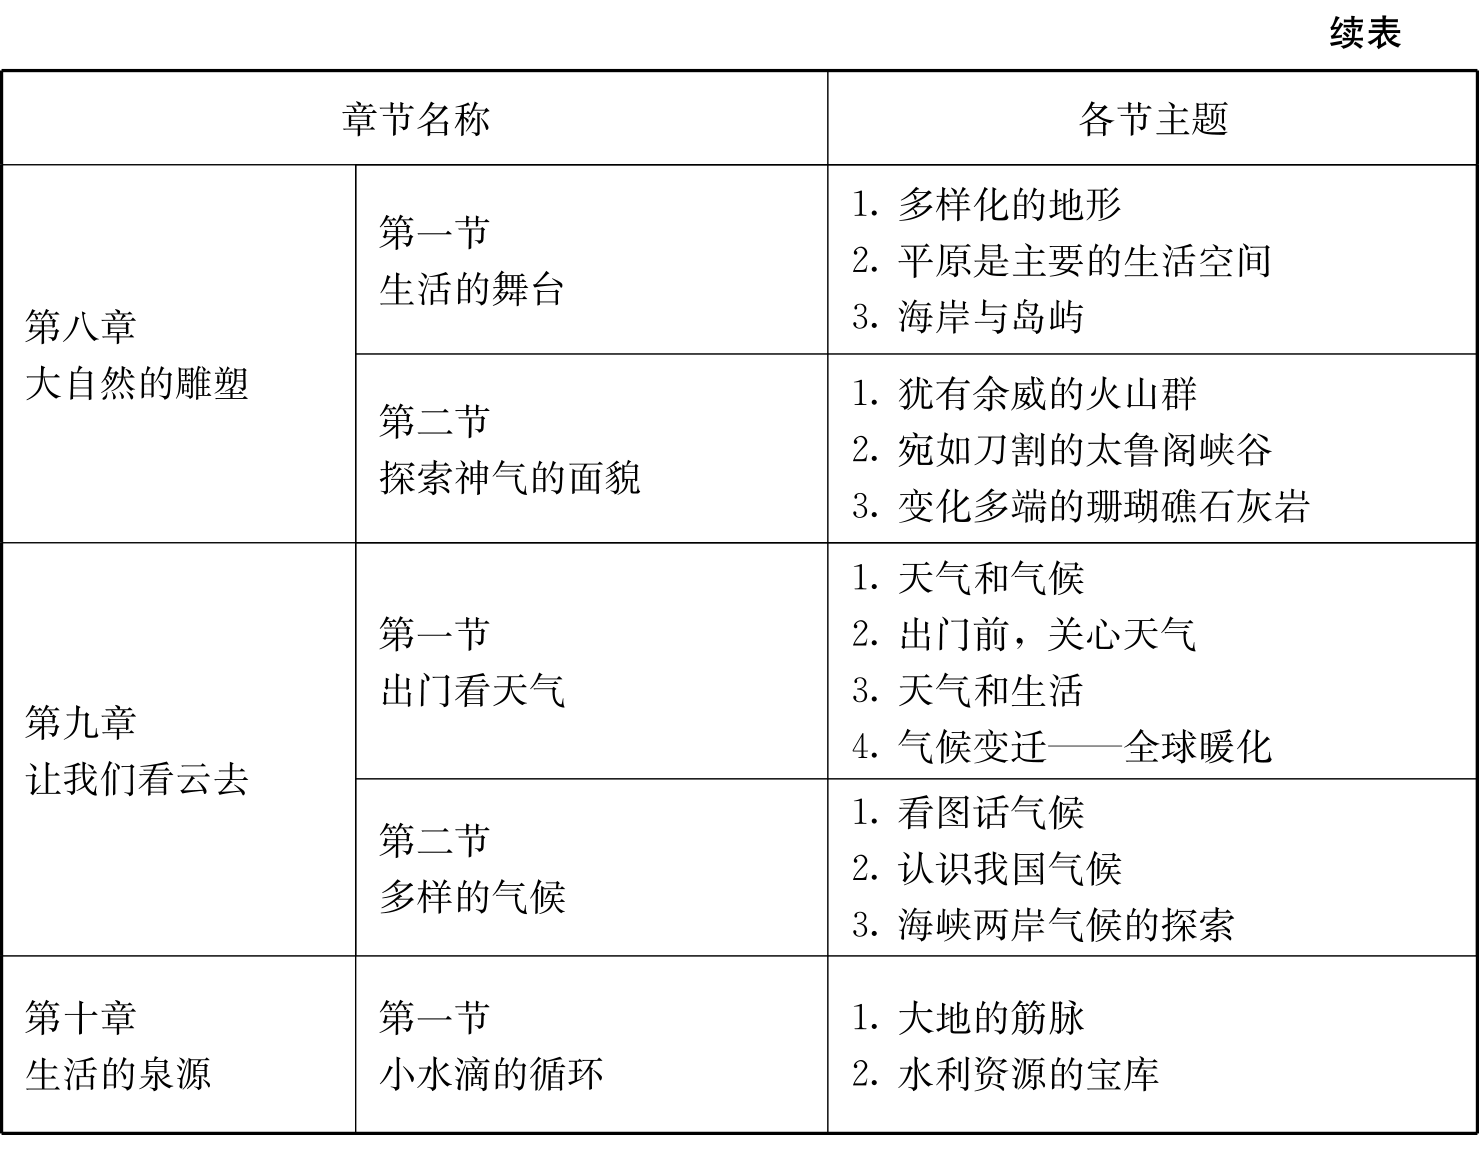 续表
章节名称
各节主题
第八章
大自然的雕塑
第一节
生活的舞台
1. 多样化的地形
2. 平原是主要的生活空间
3. 海岸与岛屿
第二节
探索神气的面貌
1. 犹有余威的火山群
2. 宛如刀割的太鲁阁峡谷
3. 变化多端的珊瑚礁石灰岩
第九章
让我们看云去
第一节
出门看天气
1. 天气和气候
2. 出门前，关心天气
3. 天气和生活
4. 气候变迁——全球暖化
第二节
多样的气候
1. 看图话气候
2. 认识我国气候
3. 海峡两岸气候的探索
第十章
生活的泉源
第一节
小水滴的循环
1. 大地的筋脉
2. 水利资源的宝库